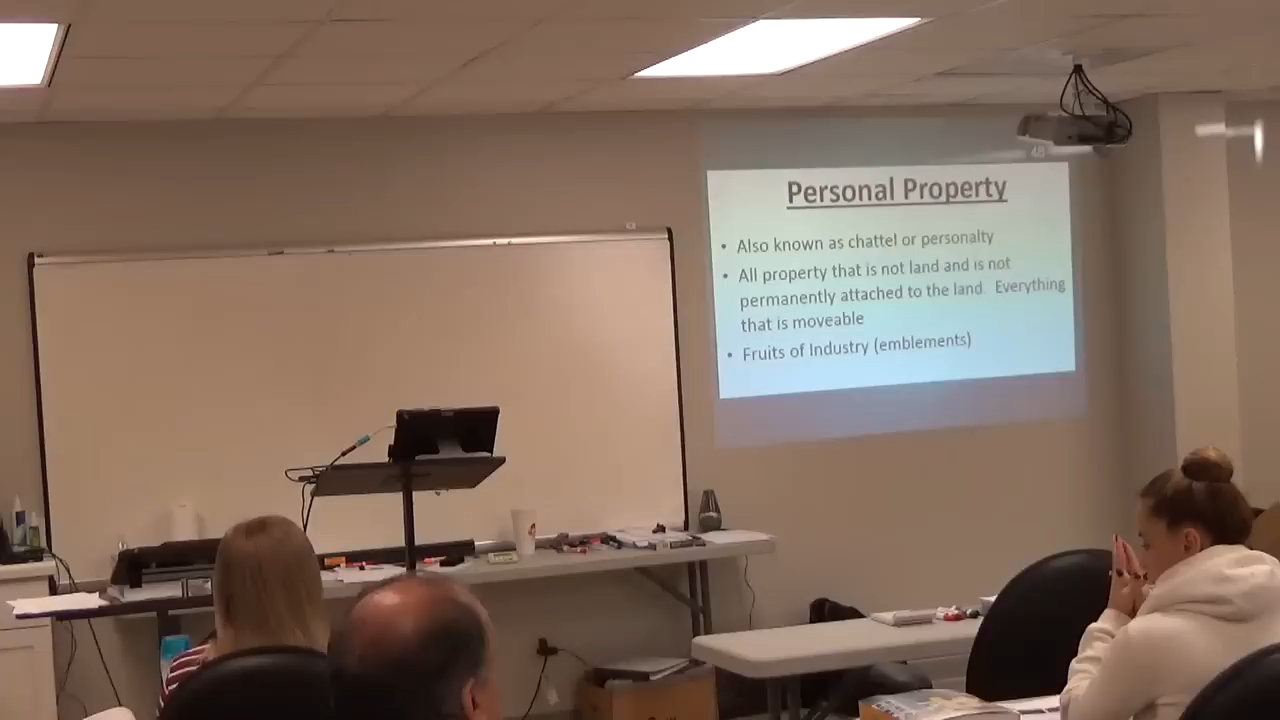 48
Personal Property
• Also known as chattel or personalty
• All property that is not land and is not
permanently attached to the land. Everything
that is moveable
• Fruits of Industry (emblements)